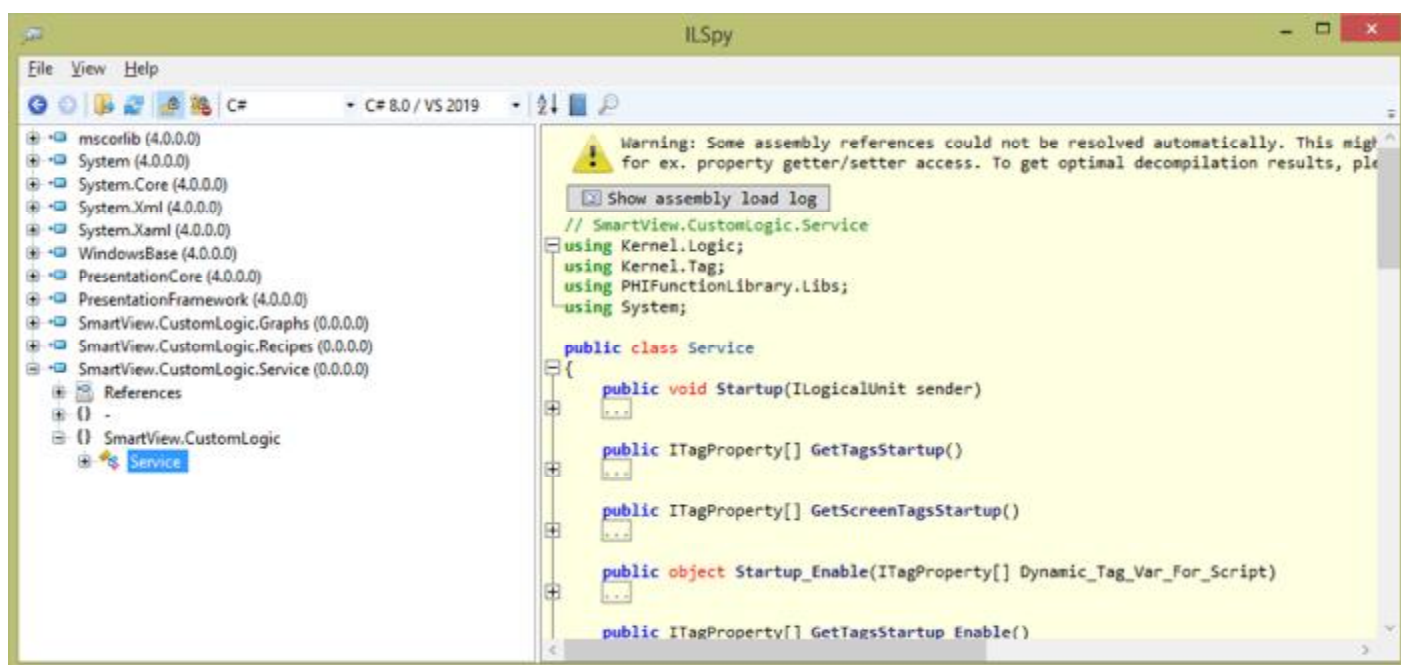 ILSpy
File View Help
C# C# 8.0 / VS 2019
mscorlib (4.0.0.0)
System (4.0.0.0)
System.Core (4.0.0.0)
System.Xml (4.0.0.0)
System.Xaml (4.0.0.0)
WindowsBase (4.0.0.0)
PresentationCore (4.0.0.0)
PresentationFramework (4.0.0.0)
SmartView.CustomLogic.Graphs (0.0.0.0)
SmartView.CustomLogic.Recipes (0.0.0.0)
SmartView.CustomLogic.Service (0.0.0.0)
References
{} -
{} SmartView.CustomLogic
Service
Warning: Some assembly references could not be resolved automatically. This migh
for ex. property getter/setter access. To get optimal decompilation results, ple
Show assembly load log
// SmartView.CustomLogic.Service
using Kernel.Logic;
using Kernel.Tag;
using PHIFunctionLibrary.Libs;
using System;
public class Service
{
public void Startup(ILogicalUnit sender)
...
public ITagProperty[] GetTagsStartup()
...
public ITagProperty[] GetScreenTagsStartup()
...
public object Startup_Enable(ITagProperty[] Dynamic_Tag_Var_For_Script)
...
public ITagProperty[] GetTagsStartup_Enable()